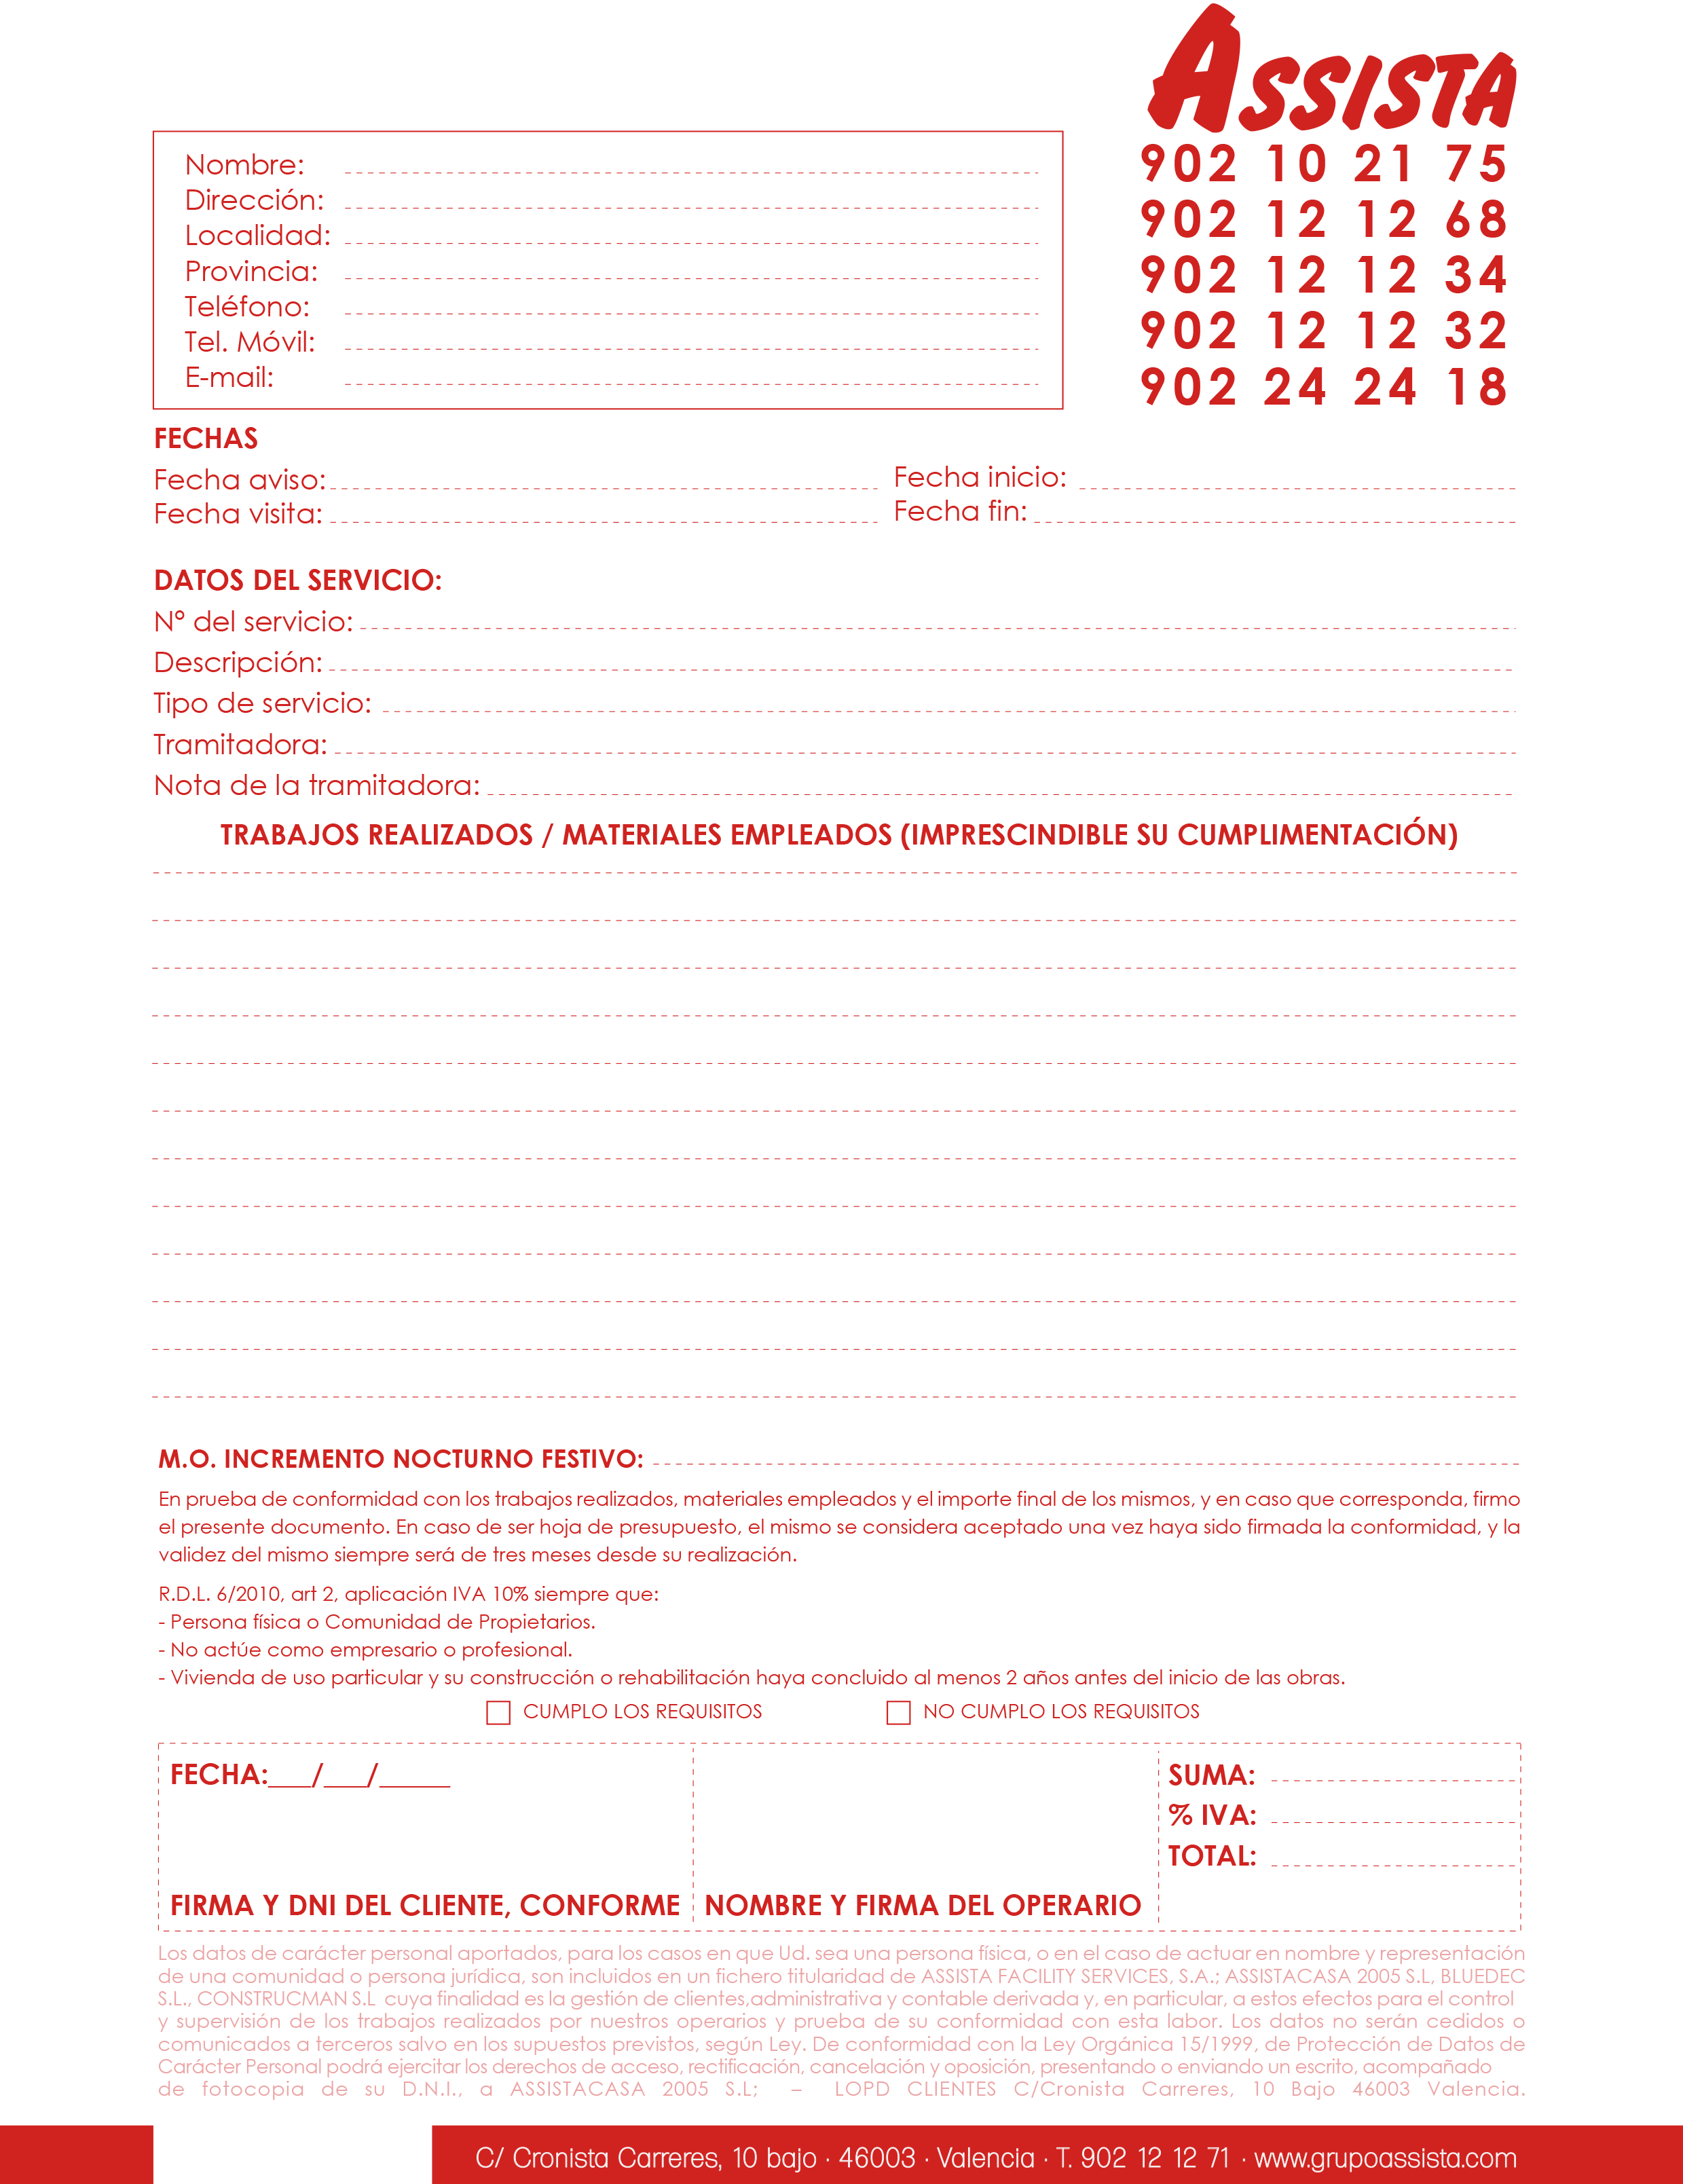 ASSISTA
902 10 21 75
902 12 12 68
902 12 12 34
902 12 12 32
902 24 24 18
Nombre:
Dirección:
Localidad:
Provincia:
Teléfono:
Tel. Móvil:
E-mail:
FECHAS
Fecha aviso:
Fecha inicio:
Fecha visita:
Fecha fin:
DATOS DEL SERVICIO:
Nº del servicio:
Descripción:
Tipo de servicio:
Tramitadora:
Nota de la tramitadora:
TRABAJOS REALIZADOS / MATERIALES EMPLEADOS (IMPRESCINDIBLE SU CUMPLIMENTACIÓN)
M.O. INCREMENTO NOCTURNO FESTIVO:
En prueba de conformidad con los trabajos realizados, materiales empleados y el importe final de los mismos, y en caso que corresponda, firmo
el presente documento. En caso de ser hoja de presupuesto, el mismo se considera aceptado una vez haya sido firmada la conformidad, y la
validez del mismo siempre será de tres meses desde su realización.
R.D.L. 6/2010, art 2, aplicación IVA 10% siempre que:
- Persona física o Comunidad de Propietarios.
- No actúe como empresario o profesional.
- Vivienda de uso particular y su construcción o rehabilitación haya concluido al menos 2 años antes del inicio de las obras.
CUMPLO LOS REQUISITOS
NO CUMPLO LOS REQUISITOS
FECHA:___/___/_____
FIRMA Y DNI DEL CLIENTE, CONFORME
NOMBRE Y FIRMA DEL OPERARIO
SUMA:
% IVA:
TOTAL:
Los datos de carácter personal aportados, para los casos en que Ud. sea una persona física, o en el caso de actuar en nombre y representación
de una comunidad o persona jurídica, son incluidos en un fichero titularidad de ASSISTA FACILITY SERVICES, S.A.; ASSISTACASA 2005 S.L, BLUEDEC
S.L., CONSTRUCMAN S.L cuya finalidad es la gestión de clientes,administrativa y contable derivada y, en particular, a estos efectos para el control
y supervisión de los trabajos realizados por nuestros operarios y prueba de su conformidad con esta labor. Los datos no serán cedidos o
comunicados a terceros salvo en los supuestos previstos, según Ley. De conformidad con la Ley Orgánica 15/1999, de Protección de Datos de
Carácter Personal podrá ejercitar los derechos de acceso, rectificación, cancelación y oposición, presentando o enviando un escrito, acompañado
de fotocopia de su D.N.I., a ASSISTACASA 2005 S.L; – LOPD CLIENTES C/Cronista Carreres, 10 Bajo 46003 Valencia.
C/ Cronista Carreres, 10 bajo · 46003 · Valencia · T. 902 12 12 71 · www.grupoassista.com